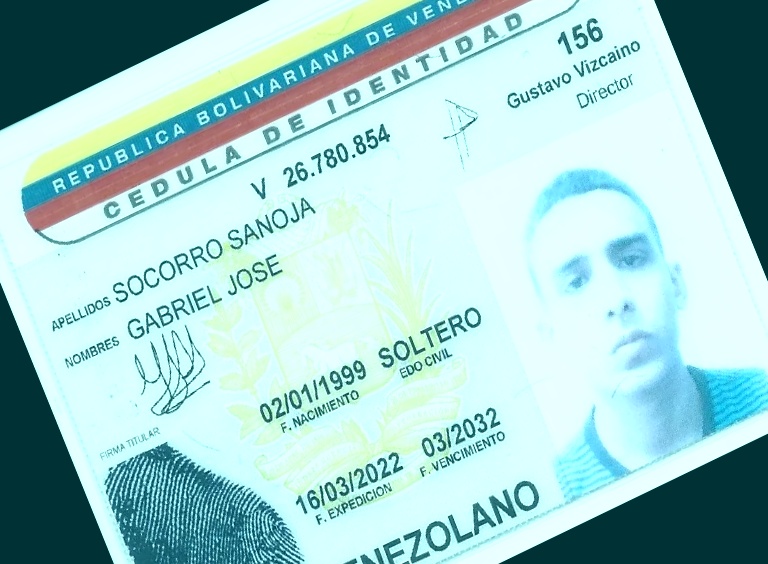 REPUBLICA BOLIVARIANA DE
CEDULA DE IDENTIDAD
156
Gustavo Vizcaino
Director
V 26.780.854
APELLIDOS SOCORRO SANOJA
NOMBRES GABRIEL JOSE
02/01/1999 SOLTERO
F. NACIMIENTO EDO CIVIL
FIRMA TITULAR
16/03/2022 03/2032
F. EXPEDICION F. VENCIMIENTO
ENEZOLANO